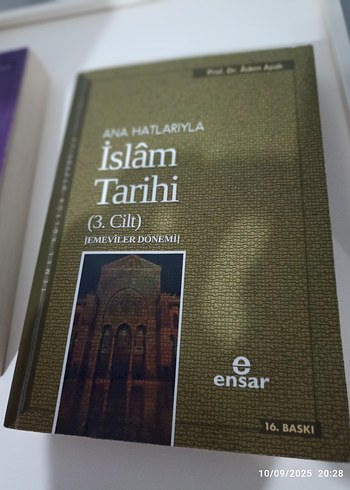 Prof. Dr. Âdem Apak
ANA HATLARIYLA
İslâm
Tarihi
(3. Cilt)
[EMEVİLER DÖNEMİ]
ensar
16. BASKI
10/09/2025 20:28